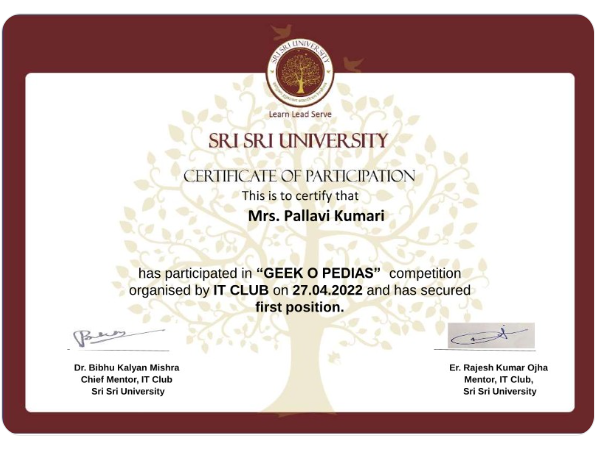 SRI SRI UNIVERSITY
Learn Lead Serve
SRI SRI UNIVERSITY
CERTIFICATE OF PARTICIPATION
This is to certify that
Mrs. Pallavi Kumari
has participated in “GEEK O PEDIAS” competition
organised by IT CLUB on 27.04.2022 and has secured
first position.
Dr. Bibhu Kalyan Mishra
Chief Mentor, IT Club
Sri Sri University
Er. Rajesh Kumar Ojha
Mentor, IT Club,
Sri Sri University